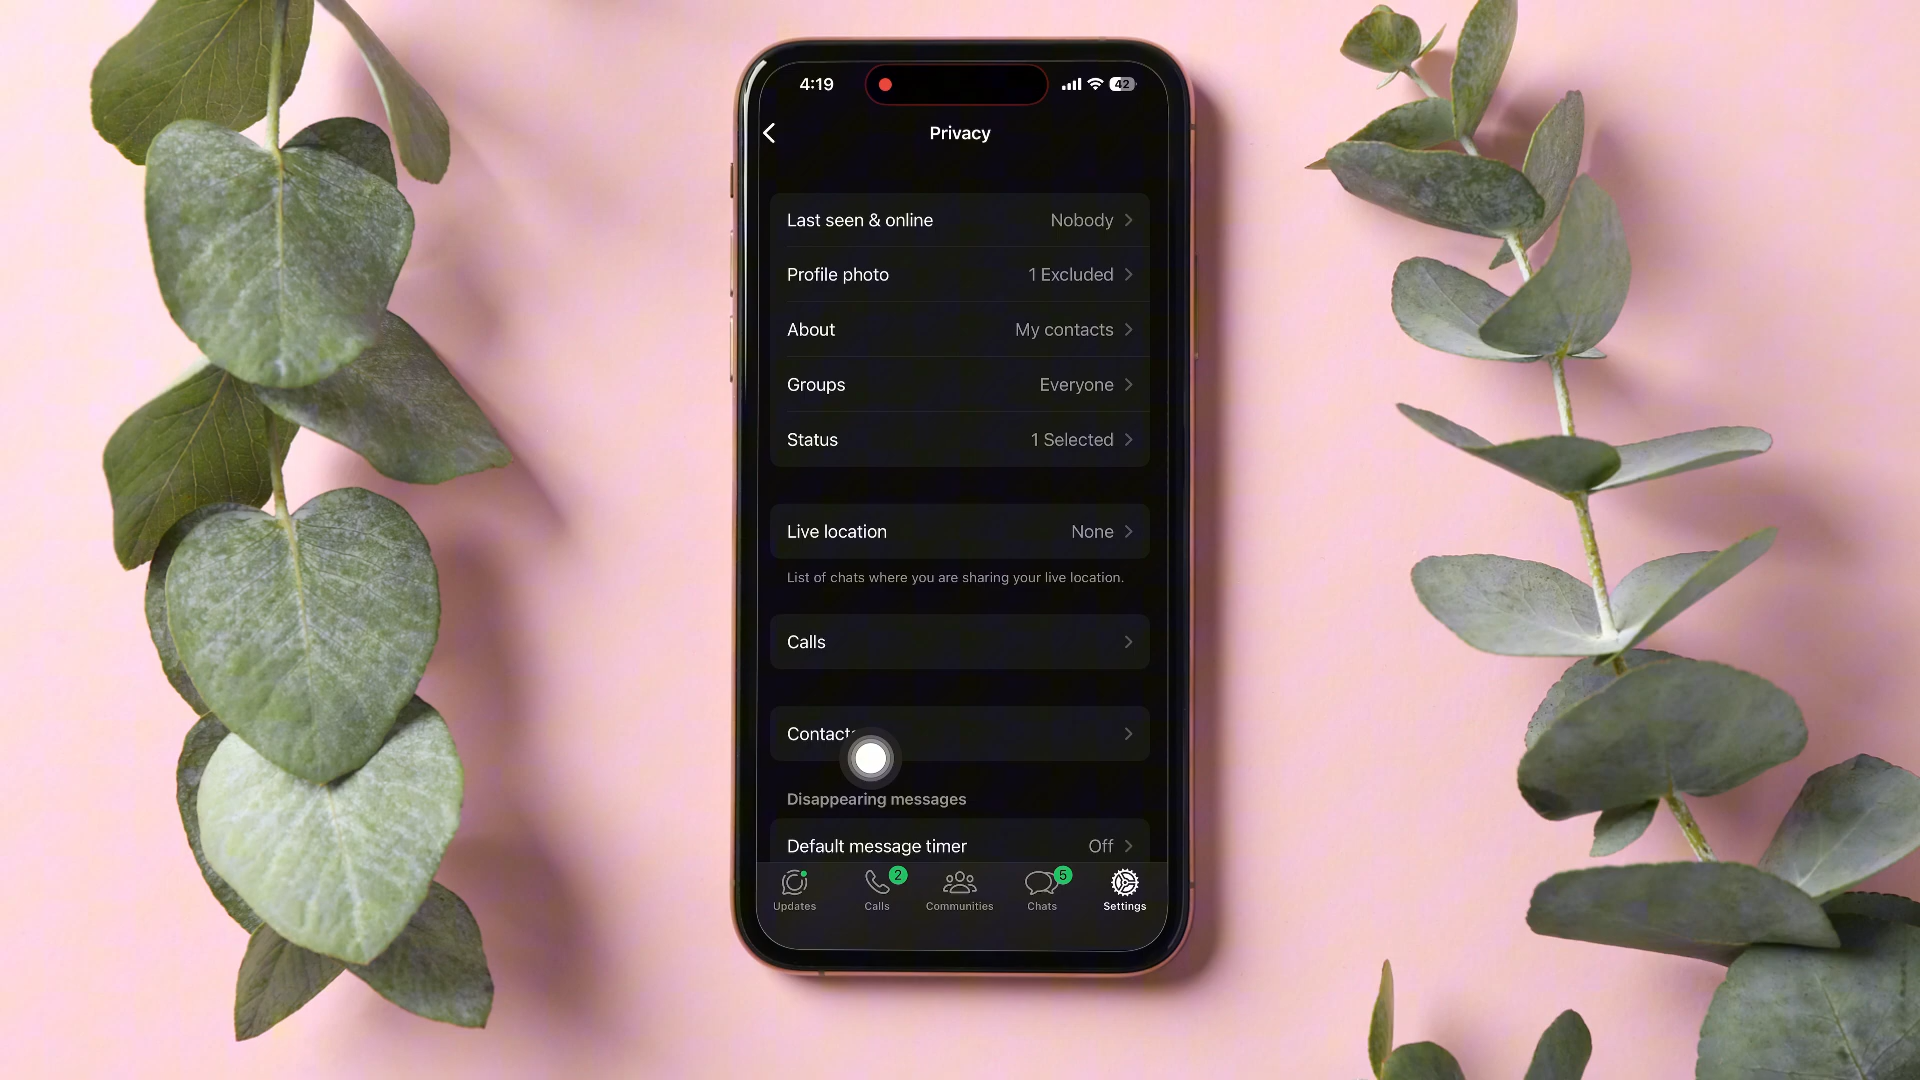 4:19
42
Privacy
Last seen & online Nobody
Profile photo 1 Excluded
About My contacts
Groups Everyone
Status 1 Selected
Live location None
List of chats where you are sharing your live location.
Calls
Contacts
Disappearing messages
Default message timer Off
2 5
Updates Calls Communities Chats Settings